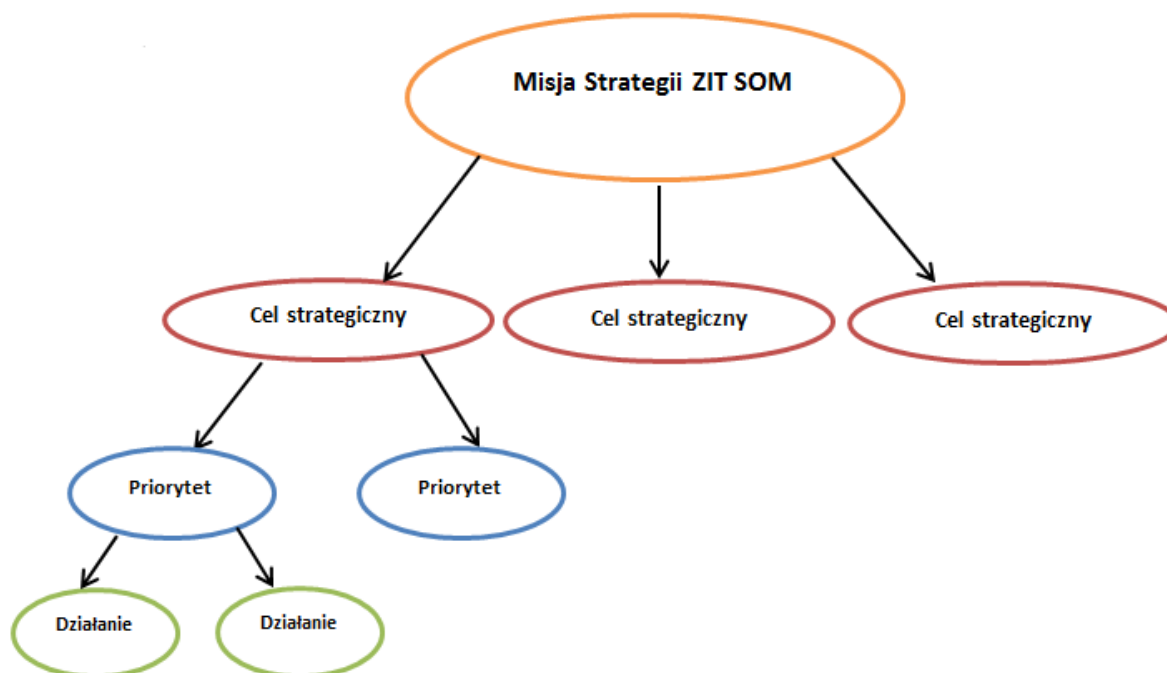 Misja Strategii ZIT SOM
Cel strategiczny
Cel strategiczny
Cel strategiczny
Priorytet
Priorytet
Działanie
Działanie